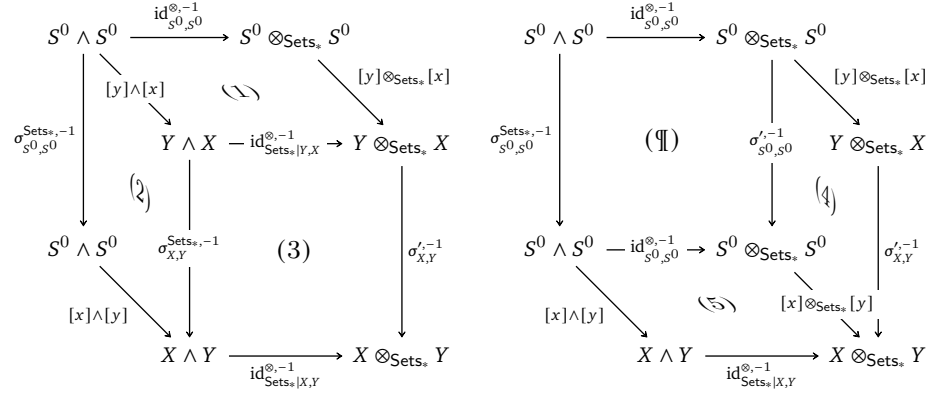 id^{⊗,-1}_{S^0,S^0} id^{⊗,-1}_{S^0,S^0}
S^0 ∧ S^0 S^0 ⊗_{Sets_*} S^0 S^0 ∧ S^0 S^0 ⊗_{Sets_*} S^0
[y]∧[x] (1) [y]⊗_{Sets_*}[x] [y]⊗_{Sets_*}[x]
σ^{Sets_*,-1}_{S^0,S^0} Y ∧ X id^{⊗,-1}_{Sets_*|Y,X} Y ⊗_{Sets_*} X σ^{Sets_*,-1}_{S^0,S^0} (¶) σ'^{,-1}_{S^0,S^0} Y ⊗_{Sets_*} X
(2) (4)
S^0 ∧ S^0 σ^{Sets_*,-1}_{X,Y} (3) σ'^{,-1}_{X,Y} S^0 ∧ S^0 id^{⊗,-1}_{S^0,S^0} S^0 ⊗_{Sets_*} S^0 σ'^{,-1}_{X,Y}
[x]∧[y] [x]∧[y] (5) [x]⊗_{Sets_*}[y]
X ∧ Y X ⊗_{Sets_*} Y X ∧ Y X ⊗_{Sets_*} Y
id^{⊗,-1}_{Sets_*|X,Y} id^{⊗,-1}_{Sets_*|X,Y}